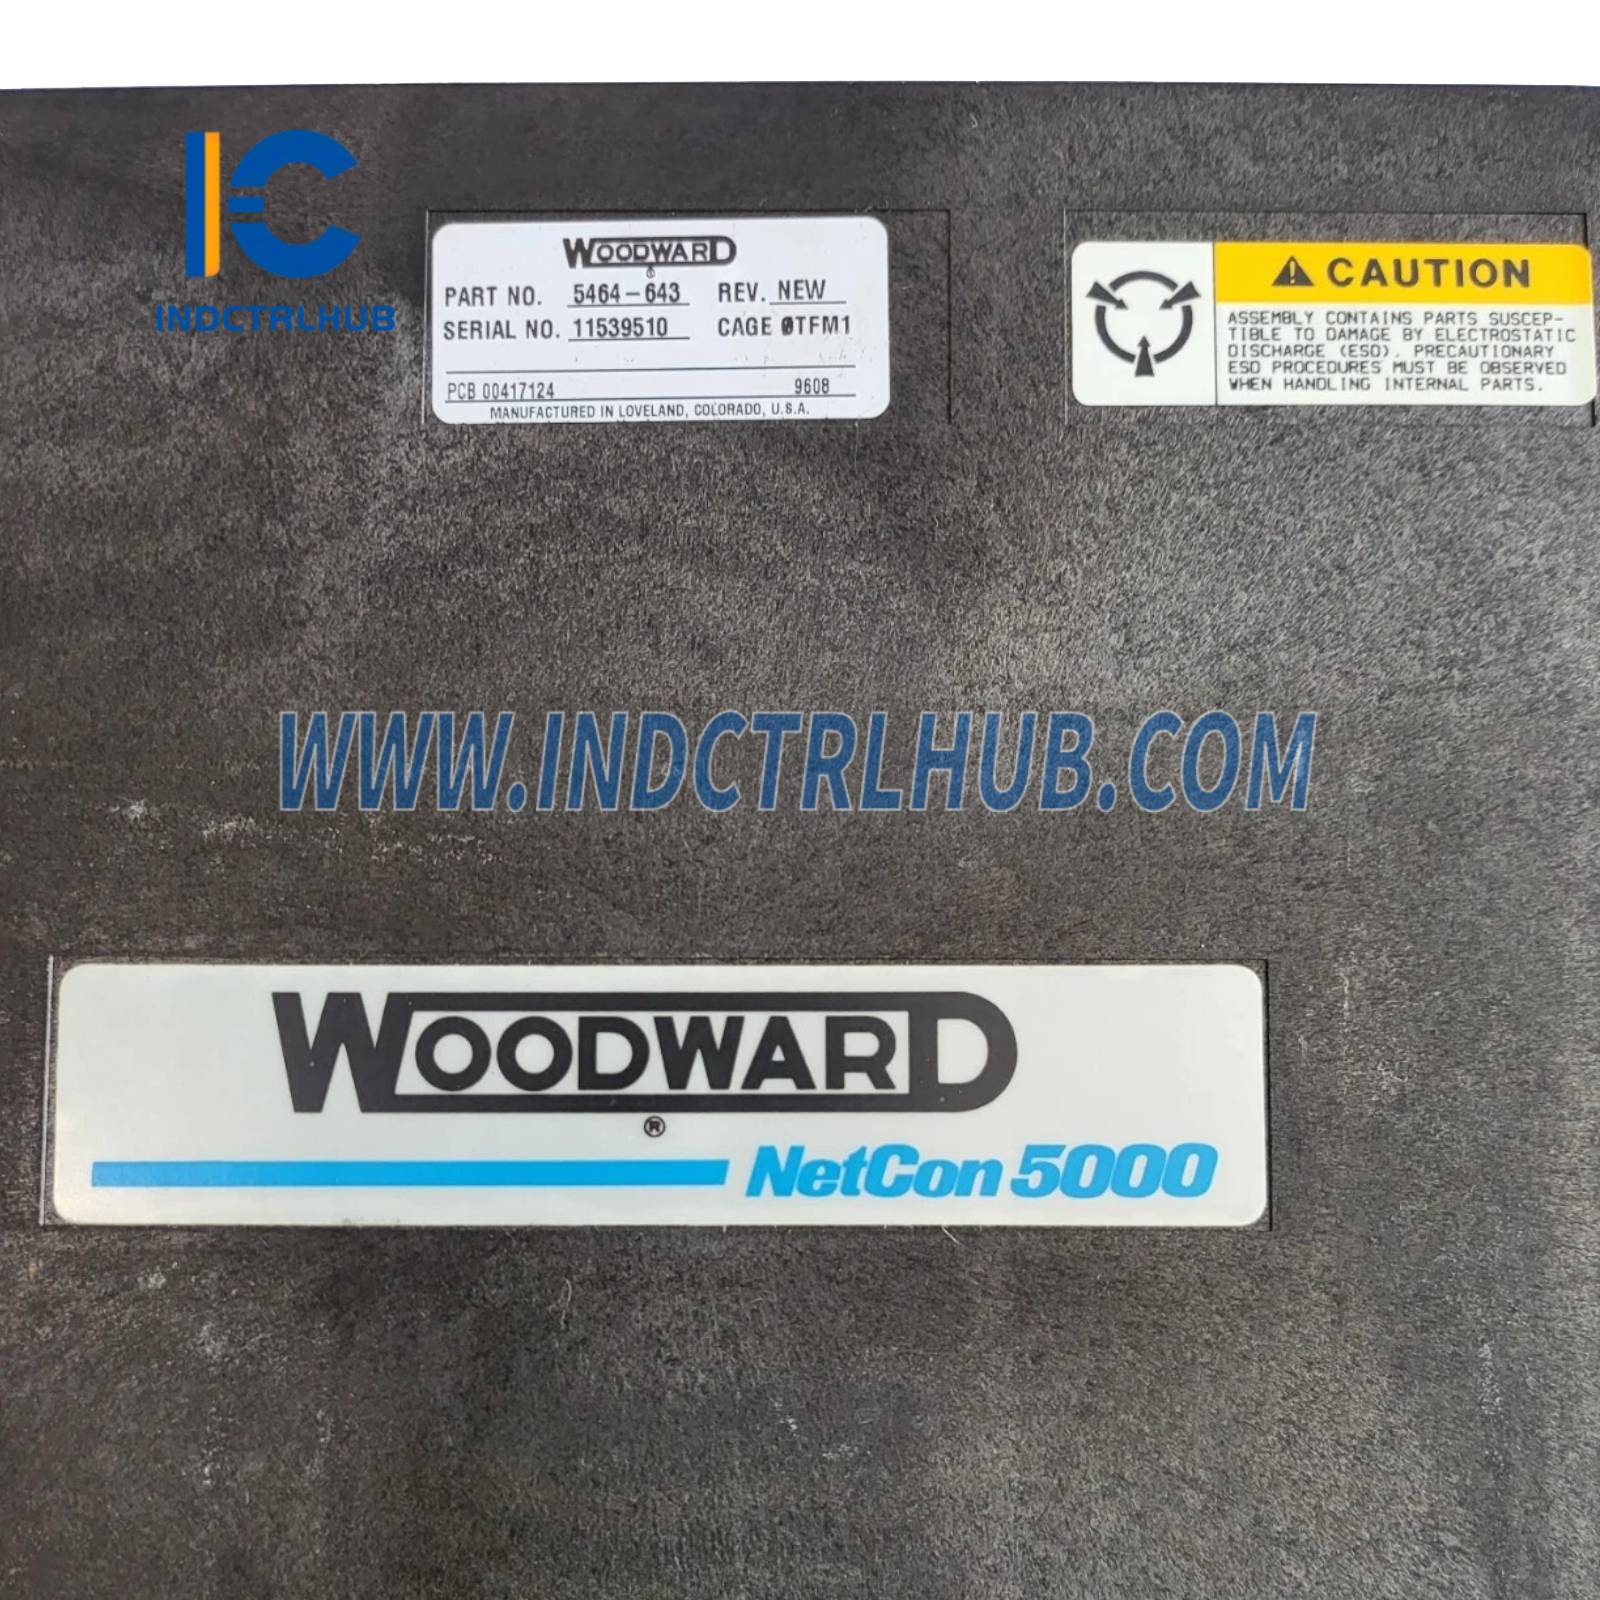 IC
INDCTRLHUB
WOODWARD
®
PART NO. 5464-643 REV. NEW
SERIAL NO. 11539510 CAGE 0TFM1
PCB 00417124 9608
MANUFACTURED IN LOVELAND, COLORADO, U.S.A.
CAUTION
ASSEMBLY CONTAINS PARTS SUSCEP-
TIBLE TO DAMAGE BY ELECTROSTATIC
DISCHARGE (ESD). PRECAUTIONARY
ESD PROCEDURES MUST BE OBSERVED
WHEN HANDLING INTERNAL PARTS.
WWW.INDCTRLHUB.COM
WOODWARD
®
NetCon 5000